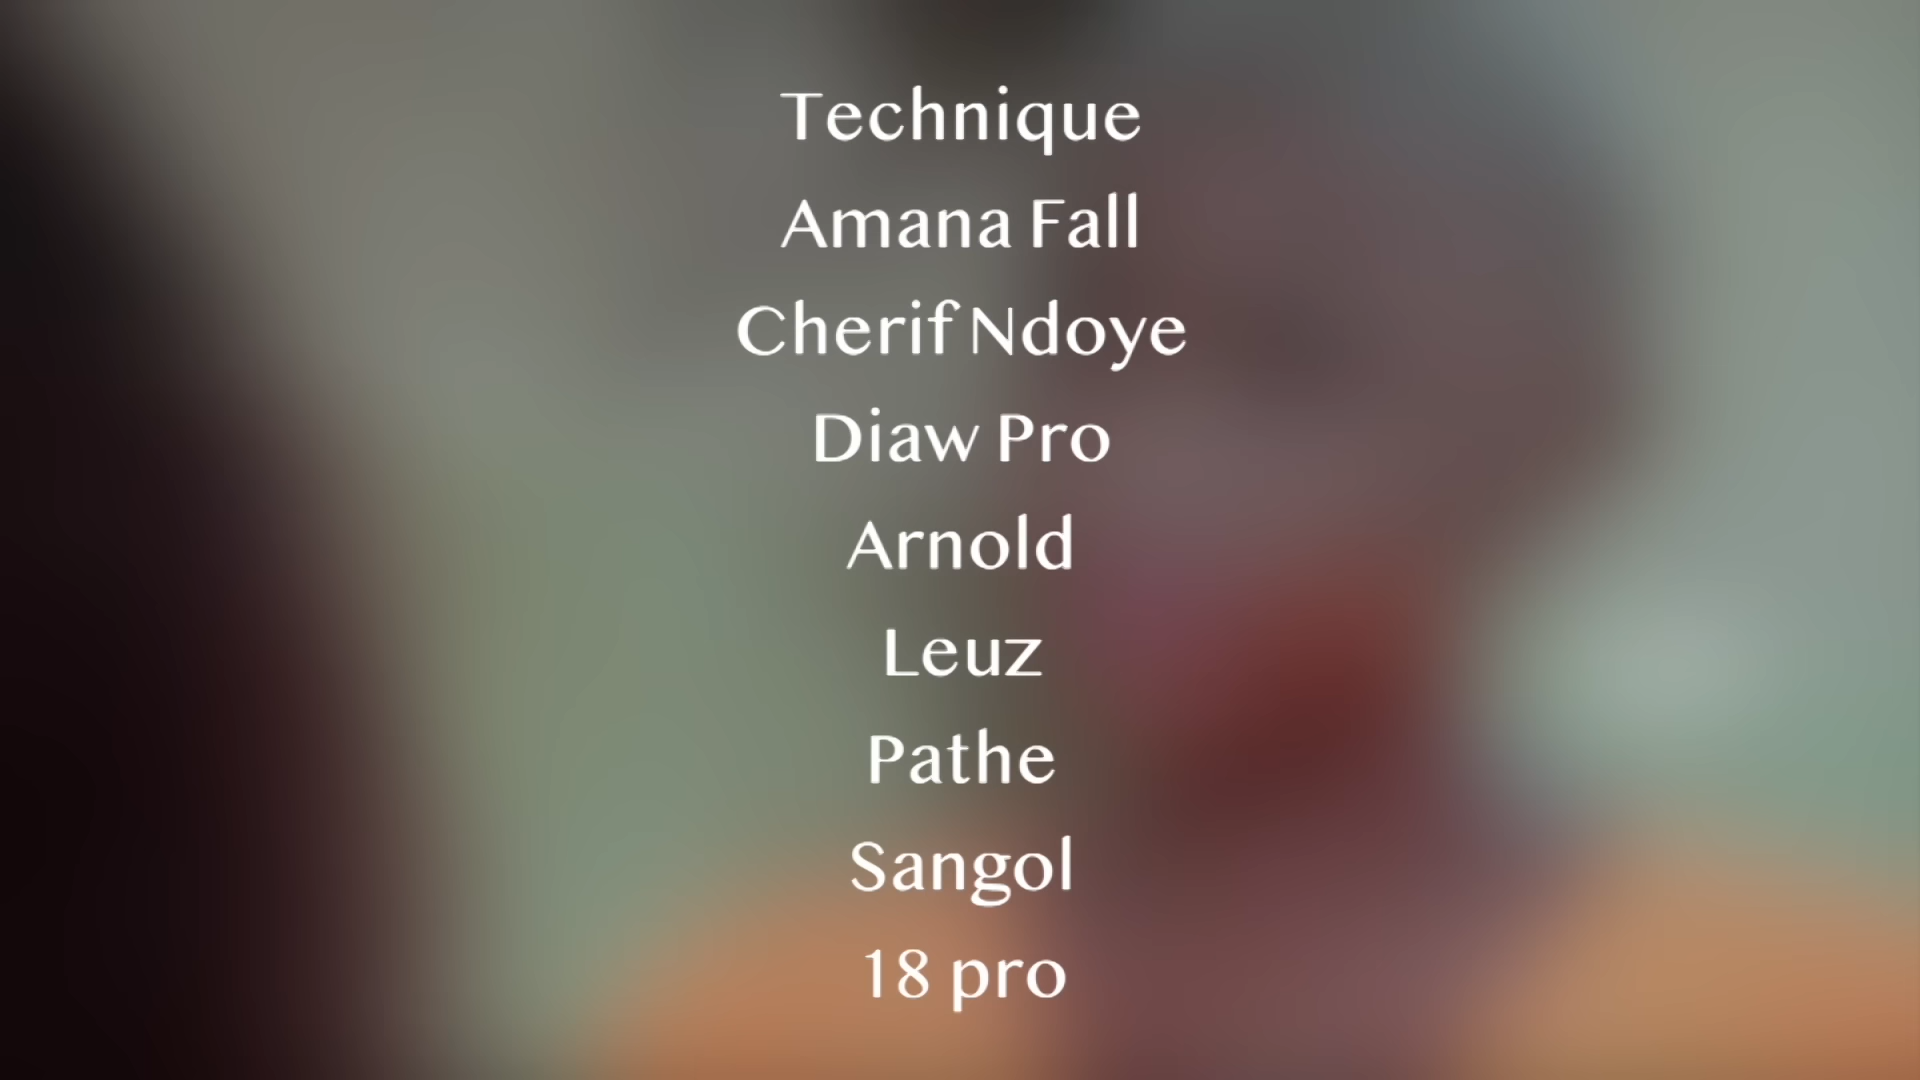 Technique
Amana Fall
Cherif Ndoye
Diaw Pro
Arnold
Leuz
Pathe
Sangol
18 pro